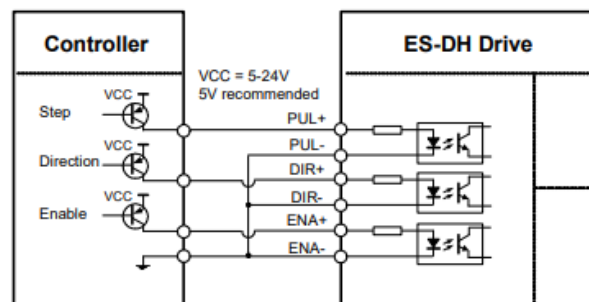 Controller
ES-DH Drive
VCC = 5-24V
5V recommended
VCC
Step
PUL+
PUL-
VCC
Direction
DIR+
DIR-
VCC
Enable
ENA+
ENA-